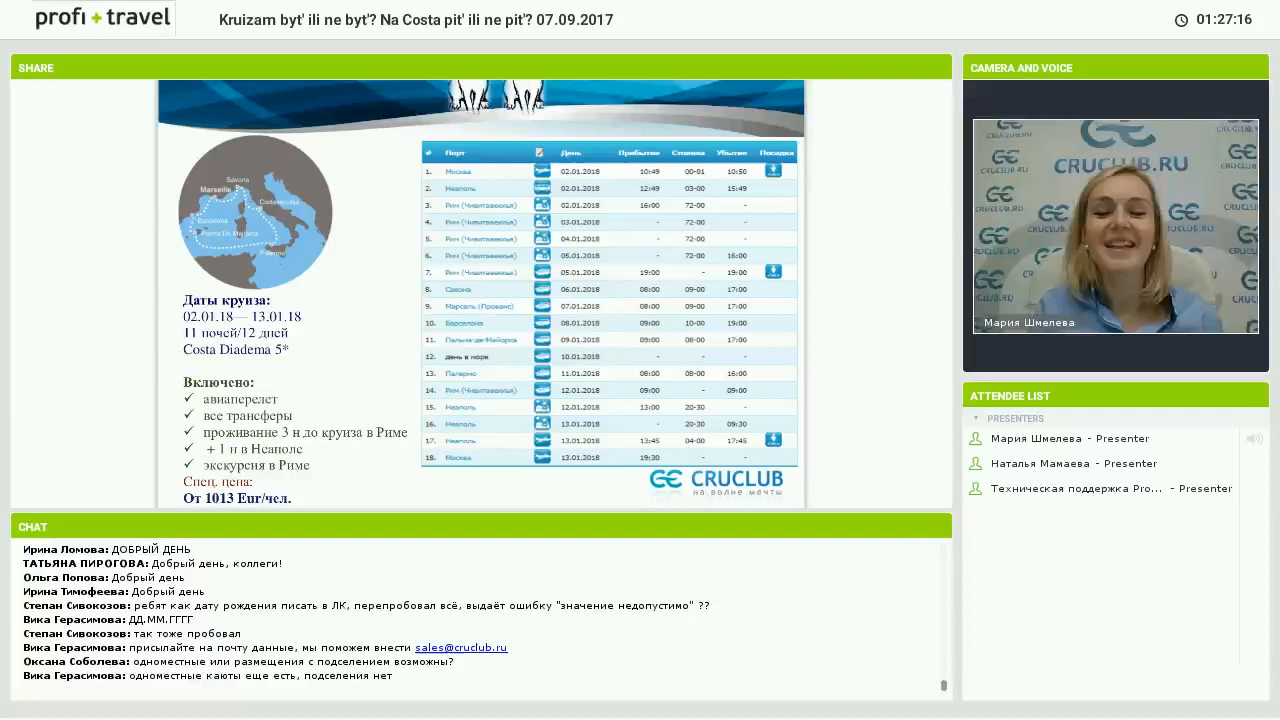 profi + travel
Kruizam byt' ili ne byt'? Na Costa pit' ili ne pit'? 07.09.2017
01:27:16
SHARE
Savona
Marseille
Civitavecchia
Barcelona
Palma De Mallorca
Palermo
Даты круиза:
02.01.18— 13.01.18
11 ночей/12 дней
Costa Diadema 5*
Включено:
✓ авиаперелет
✓ все трансферы
✓ проживание 3 н до круиза в Риме
✓ + 1 н в Неаполе
✓ экскурсия в Риме
Спец. цена:
От 1013 Eur/чел.
# Порт День Прибытие Стоянка Убытие Посадка
1. Москва 02.01.2018 10:49 00-01 10:50
2. Неаполь 02.01.2018 12:49 03-00 15:49
3. Рим (Чивитавеккья) 02.01.2018 16:00 72-00 -
4. Рим (Чивитавеккья) 03.01.2018 - 72-00 -
5. Рим (Чивитавеккья) 04.01.2018 - 72-00 -
6. Рим (Чивитавеккья) 05.01.2018 - 72-00 16:00
7. Рим (Чивитавеккья) 05.01.2018 19:00 - 19:00
8. Савона 06.01.2018 08:00 09-00 17:00
9. Марсель (Прованс) 07.01.2018 08:00 09-00 17:00
10. Барселона 08.01.2018 09:00 10-00 19:00
11. Пальма-де-Майорка 09.01.2018 09:00 08-00 17:00
12. день в море 10.01.2018 - - -
13. Палермо 11.01.2018 08:00 08-00 16:00
14. Рим (Чивитавеккья) 12.01.2018 09:00 - 09:00
15. Неаполь 12.01.2018 13:00 20-30 -
16. Неаполь 13.01.2018 - 20-30 09:30
17. Неаполь 13.01.2018 13:45 04-00 17:45
18. Москва 13.01.2018 19:30 - -
CRUCLUB
на волне мечты
CAMERA AND VOICE
CRUCLUB.RU
Мария Шмелева
ATTENDEE LIST
PRESENTERS
Мария Шмелева - Presenter
Наталья Мамаева - Presenter
Техническая поддержка Pro... - Presenter
CHAT
Ирина Ломова: ДОБРЫЙ ДЕНЬ
ТАТЬЯНА ПИРОГОВА: Добрый день, коллеги!
Ольга Попова: Добрый день
Ирина Тимофеева: Добрый день
Степан Сивокозов: ребят как дату рождения писать в ЛК, перепробовал всё, выдаёт ошибку "значение недопустимо" ??
Вика Герасимова: ДД.ММ.ГГГГ
Степан Сивокозов: так тоже пробовал
Вика Герасимова: присылайте на почту данные, мы поможем внести sales@cruclub.ru
Оксана Соболева: одноместные или размещения с подселением возможны?
Вика Герасимова: одноместные каюты еще есть, подселения нет